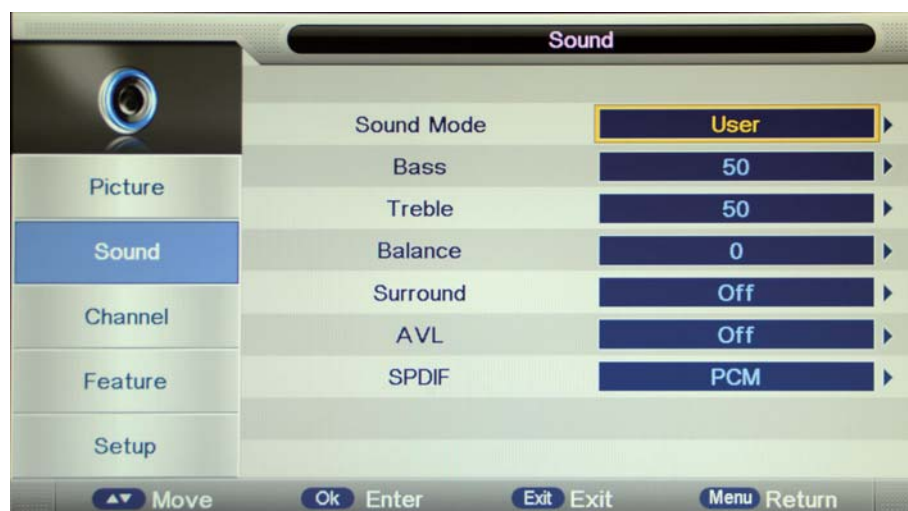 Sound
Sound Mode User
Picture
Bass 50
Treble 50
Sound
Balance 0
Surround Off
Channel
AVL Off
Feature
SPDIF PCM
Setup
Move Ok Enter Exit Exit Menu Return